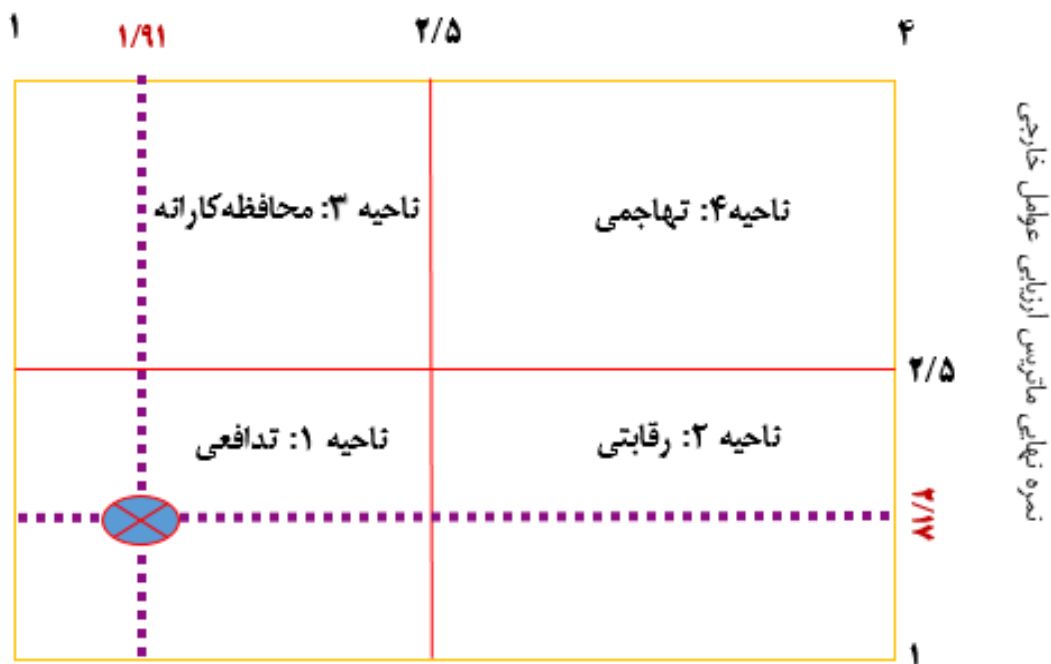 ۱
۱/۹۱
۲/۵
۴
ناحیه ۳: محافظه‌کارانه
ناحیه۴: تهاجمی
۲/۵
ناحیه ۱: تدافعی
ناحیه ۲: رقابتی
۲/۱۷
۱
نمره نهایی ماتریس ارزیابی عوامل خارجی